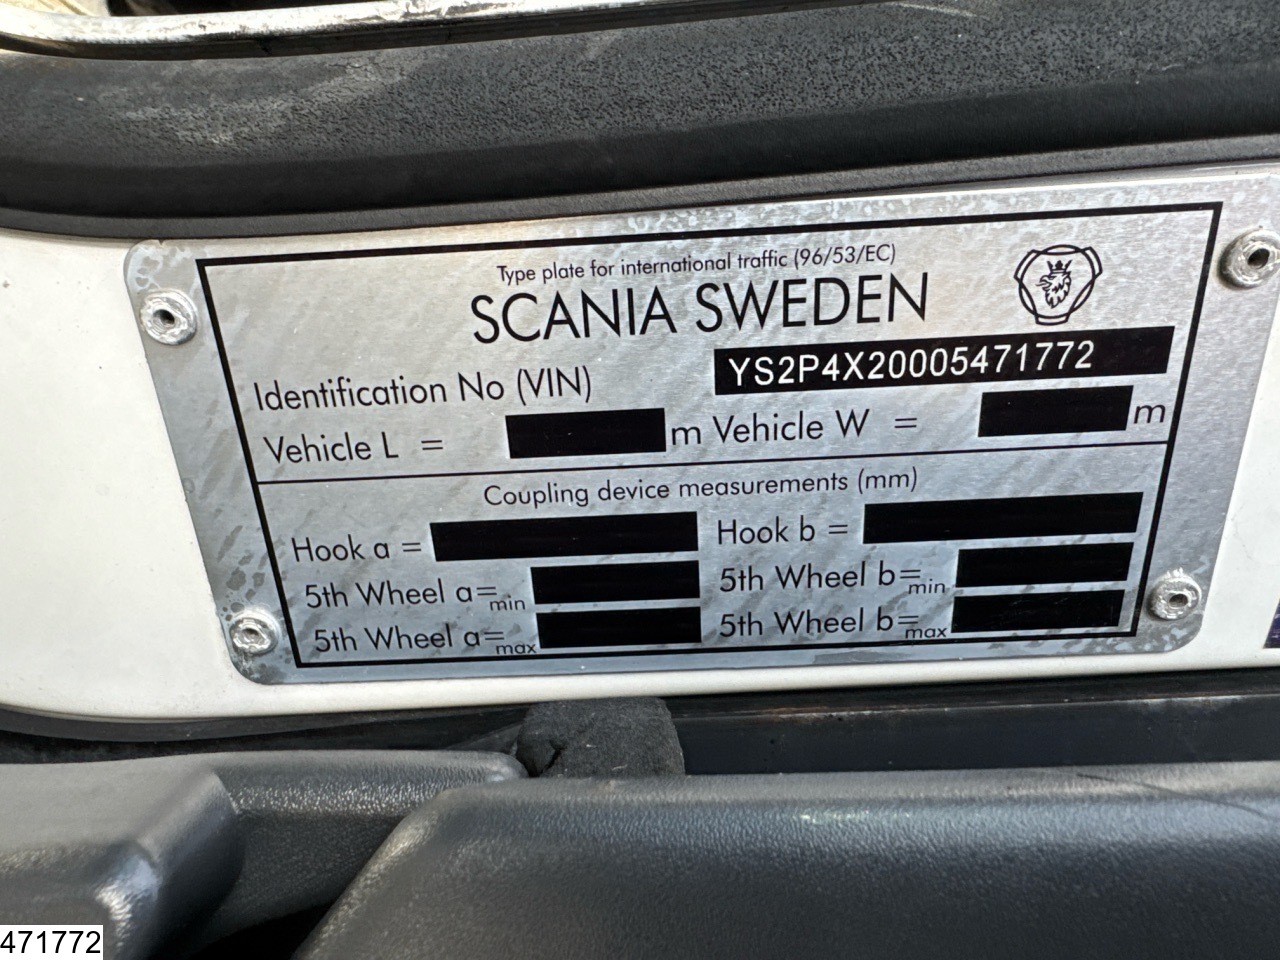 Type plate for international traffic (96/53/EC)
SCANIA SWEDEN
Identification No (VIN) YS2P4X20005471772
Vehicle L = m Vehicle W = m
Coupling device measurements (mm)
Hook a = Hook b =
5th Wheel a=min 5th Wheel b=min
5th Wheel a=max 5th Wheel b=max
471772